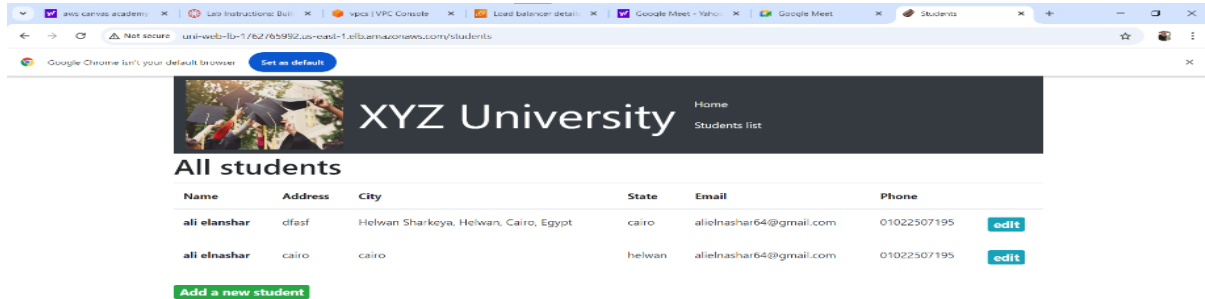 aws canvas academy
Lab Instructions: Buil
vpcs | VPC Console
Load balancer details
Google Meet - Yahoo
Google Meet
Students
Not secure uni-web-lb-1762765992.us-east-1.elb.amazonaws.com/students
Google Chrome isn't your default browser Set as default
XYZ University
Home
Students list
All students
Name Address City State Email Phone
ali elanshar dfasf Helwan Sharkeya, Helwan, Cairo, Egypt cairo alielnashar64@gmail.com 01022507195 edit
ali elnashar cairo cairo helwan alielnashar64@gmail.com 01022507195 edit
Add a new student